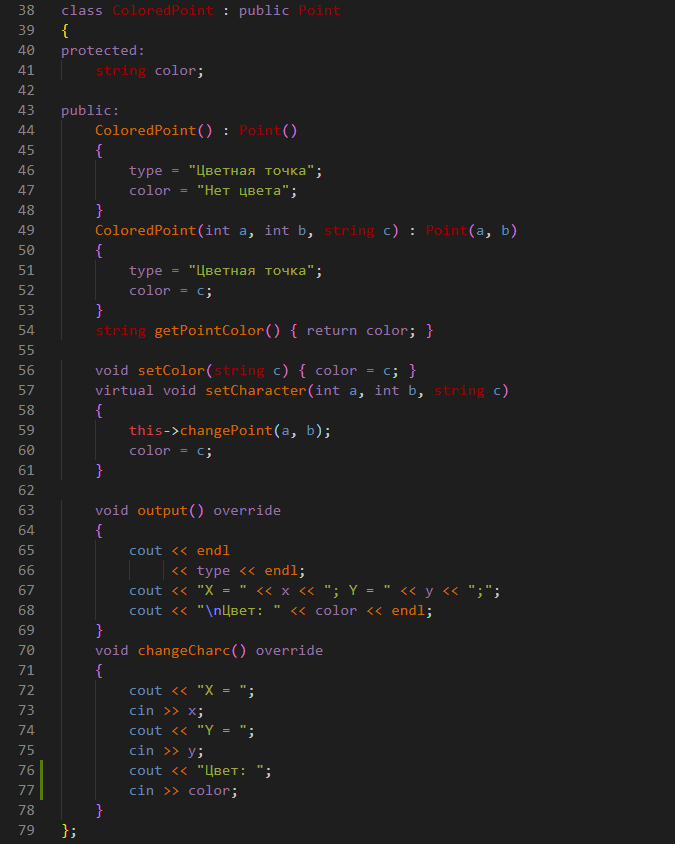 38 class ColoredPoint : public Point
39 {
40 protected:
41     string color;
42
43 public:
44     ColoredPoint() : Point()
45     {
46         type = "Цветная точка";
47         color = "Нет цвета";
48     }
49     ColoredPoint(int a, int b, string c) : Point(a, b)
50     {
51         type = "Цветная точка";
52         color = c;
53     }
54     string getPointColor() { return color; }
55
56     void setColor(string c) { color = c; }
57     virtual void setCharacter(int a, int b, string c)
58     {
59         this->changePoint(a, b);
60         color = c;
61     }
62
63     void output() override
64     {
65         cout << endl
66              << type << endl;
67         cout << "X = " << x << "; Y = " << y << ";";
68         cout << "\nЦвет: " << color << endl;
69     }
70     void changeCharc() override
71     {
72         cout << "X = ";
73         cin >> x;
74         cout << "Y = ";
75         cin >> y;
76         cout << "Цвет: ";
77         cin >> color;
78     }
79 };